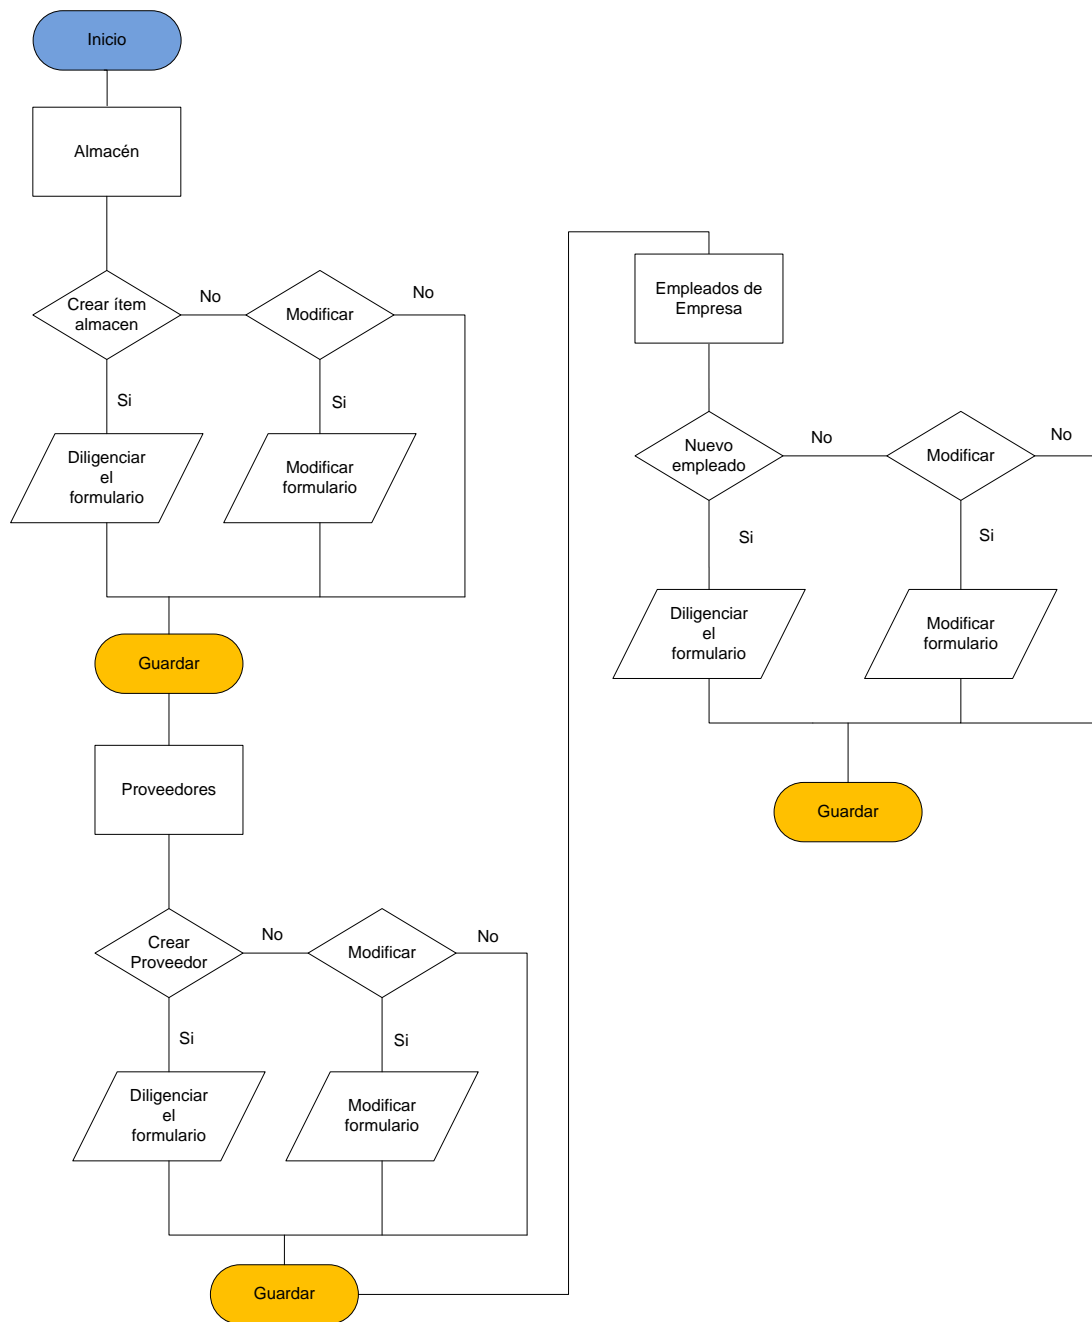 Inicio
Almacén
Crear ítem
almacen
No
Modificar
No
Si
Si
Diligenciar
el
formulario
Modificar
formulario
Guardar
Proveedores
Crear
Proveedor
No
Modificar
No
Si
Si
Diligenciar
el
formulario
Modificar
formulario
Guardar
Empleados de
Empresa
Nuevo
empleado
No
Modificar
No
Si
Si
Diligenciar
el
formulario
Modificar
formulario
Guardar